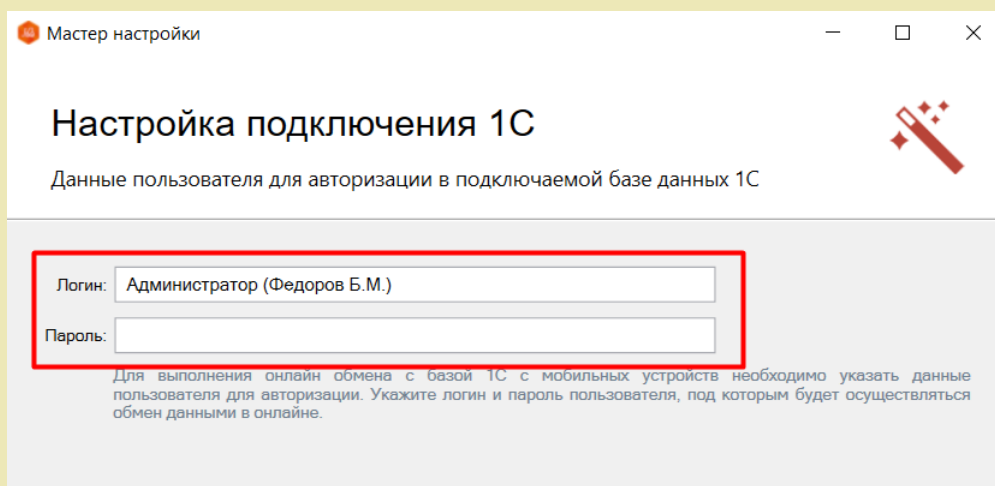 Мастер настройки
Настройка подключения 1С
Данные пользователя для авторизации в подключаемой базе данных 1С
Логин: Администратор (Федоров Б.М.)
Пароль:
Для выполнения онлайн обмена с базой 1С с мобильных устройств необходимо указать данные
пользователя для авторизации. Укажите логин и пароль пользователя, под которым будет осуществляться
обмен данными в онлайне.